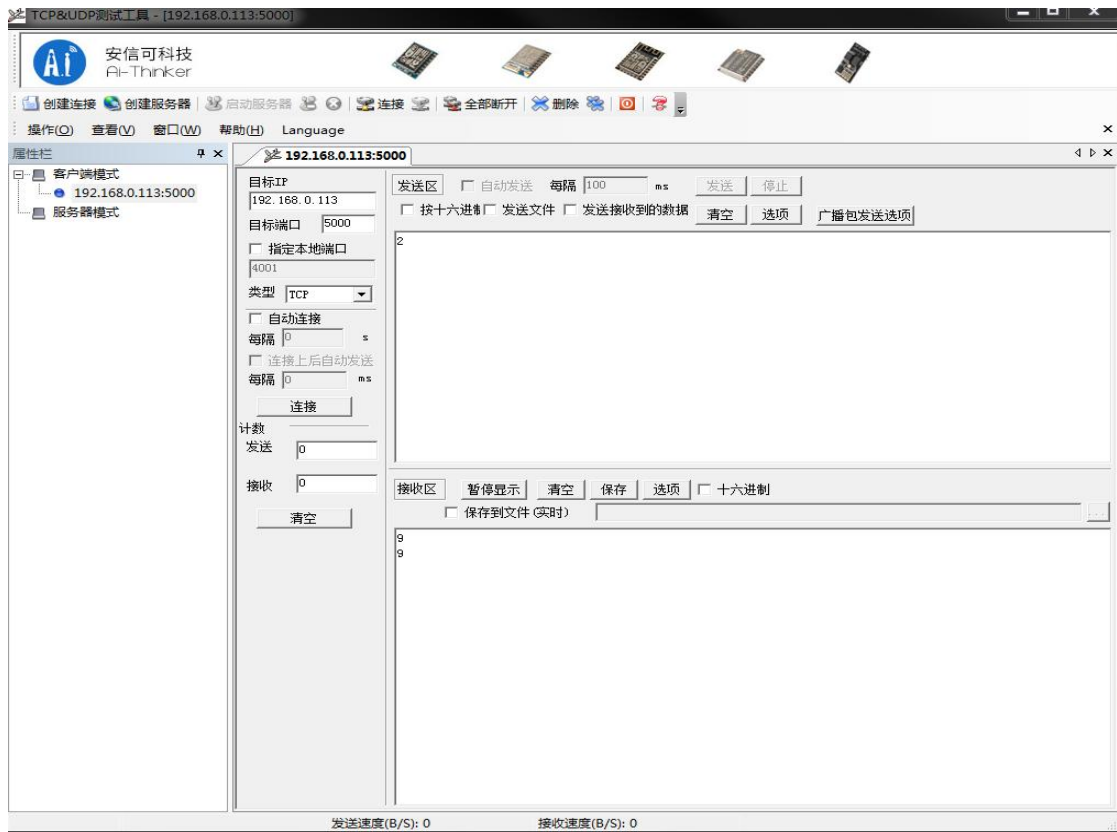 TCP&UDP测试工具 - [192.168.0.113:5000]
Ai
安信可科技
Ai-Thinker
创建连接 创建服务器 启动服务器 连接 全部断开 删除
操作(O) 查看(V) 窗口(W) 帮助(H) Language
属性栏
客户端模式
192.168.0.113:5000
服务器模式
192.168.0.113:5000
目标IP
192.168.0.113
目标端口 5000
指定本地端口
4001
类型 TCP
自动连接
每隔 0 s
连接上后自动发送
每隔 0 ms
连接
计数
发送 0
接收 0
清空
发送区 自动发送 每隔 100 ms 发送 停止
按十六进制 发送文件 发送接收到的数据 清空 选项 广播包发送选项
2
接收区 暂停显示 清空 保存 选项 十六进制
保存到文件(实时) ...
9
9
发送速度(B/S): 0 接收速度(B/S): 0